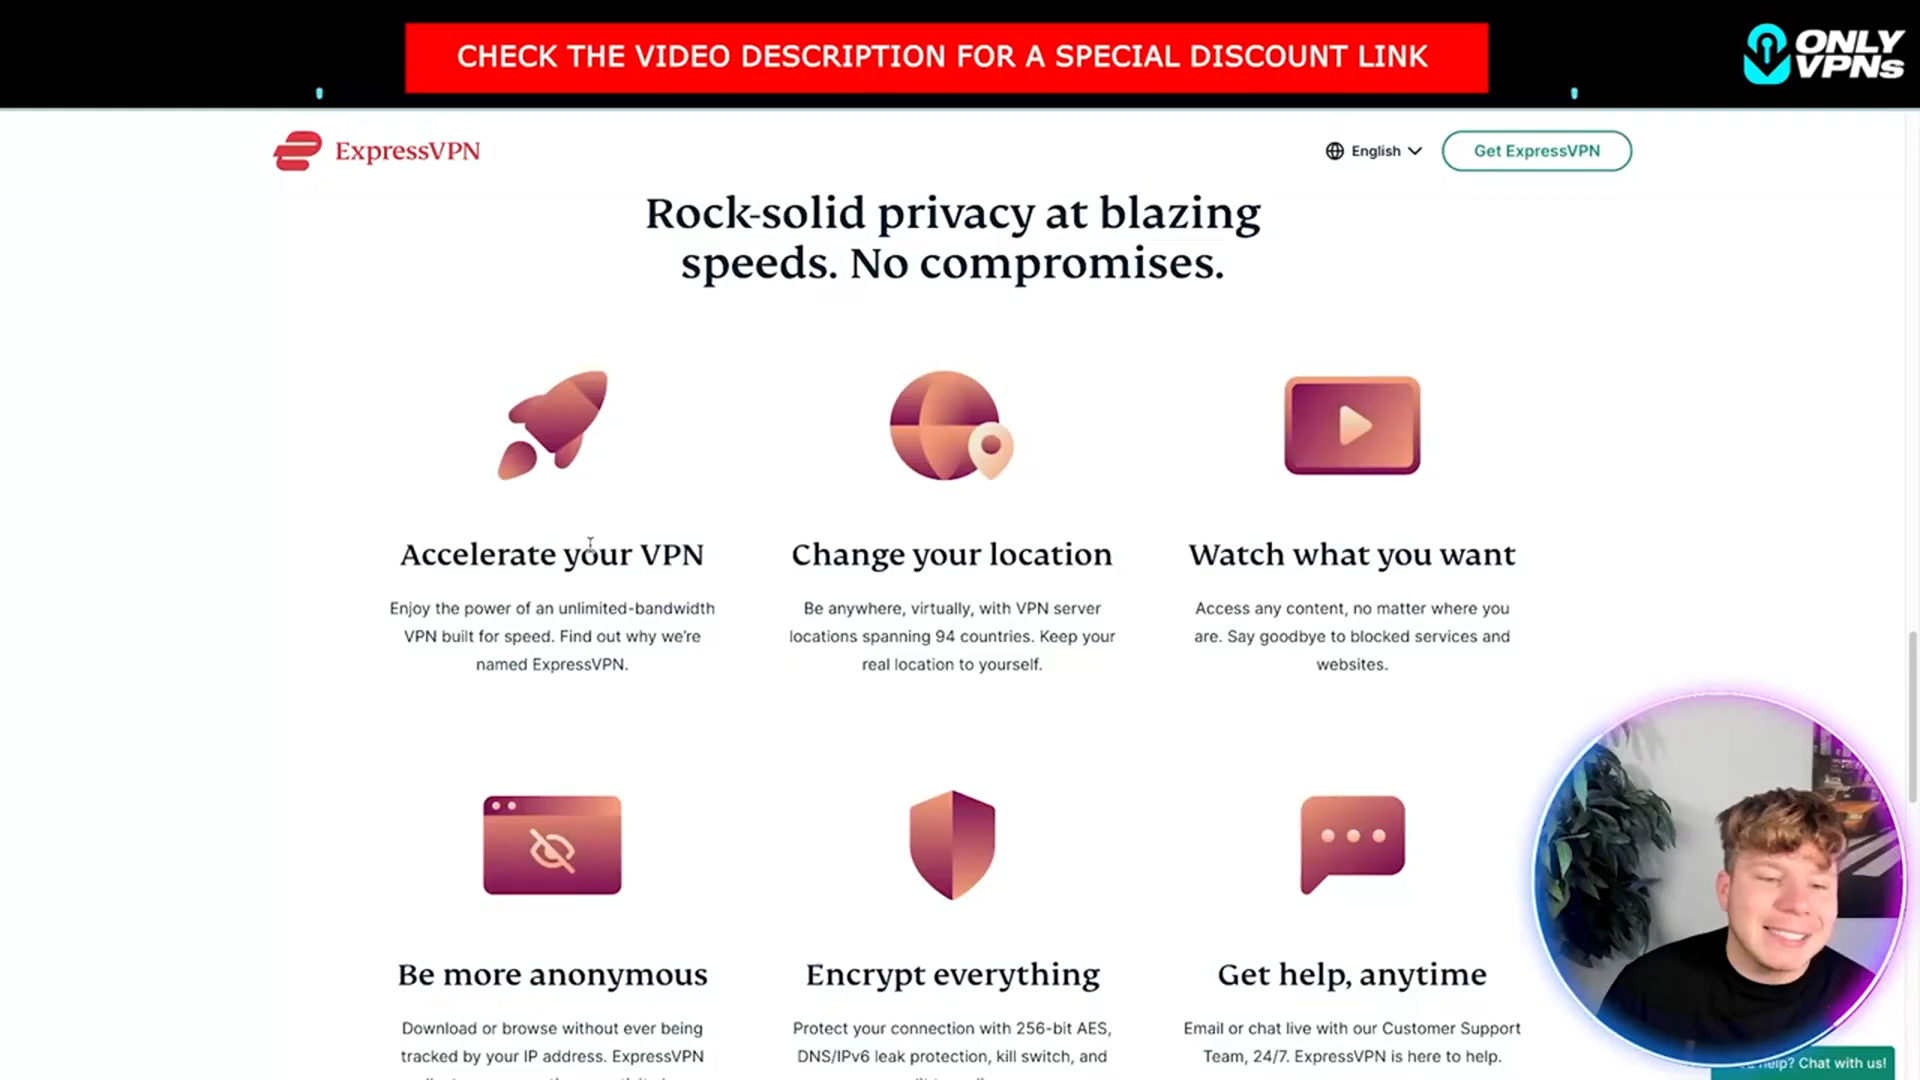 CHECK THE VIDEO DESCRIPTION FOR A SPECIAL DISCOUNT LINK
ONLY
VPNs
ExpressVPN
English
Get ExpressVPN
Rock-solid privacy at blazing
speeds. No compromises.
Accelerate your VPN
Enjoy the power of an unlimited-bandwidth
VPN built for speed. Find out why we're
named ExpressVPN.
Change your location
Be anywhere, virtually, with VPN server
locations spanning 94 countries. Keep your
real location to yourself.
Watch what you want
Access any content, no matter where you
are. Say goodbye to blocked services and
websites.
Be more anonymous
Download or browse without ever being
tracked by your IP address. ExpressVPN
Encrypt everything
Protect your connection with 256-bit AES,
DNS/IPv6 leak protection, kill switch, and
Get help, anytime
Email or chat live with our Customer Support
Team, 24/7. ExpressVPN is here to help.
help? Chat with us!